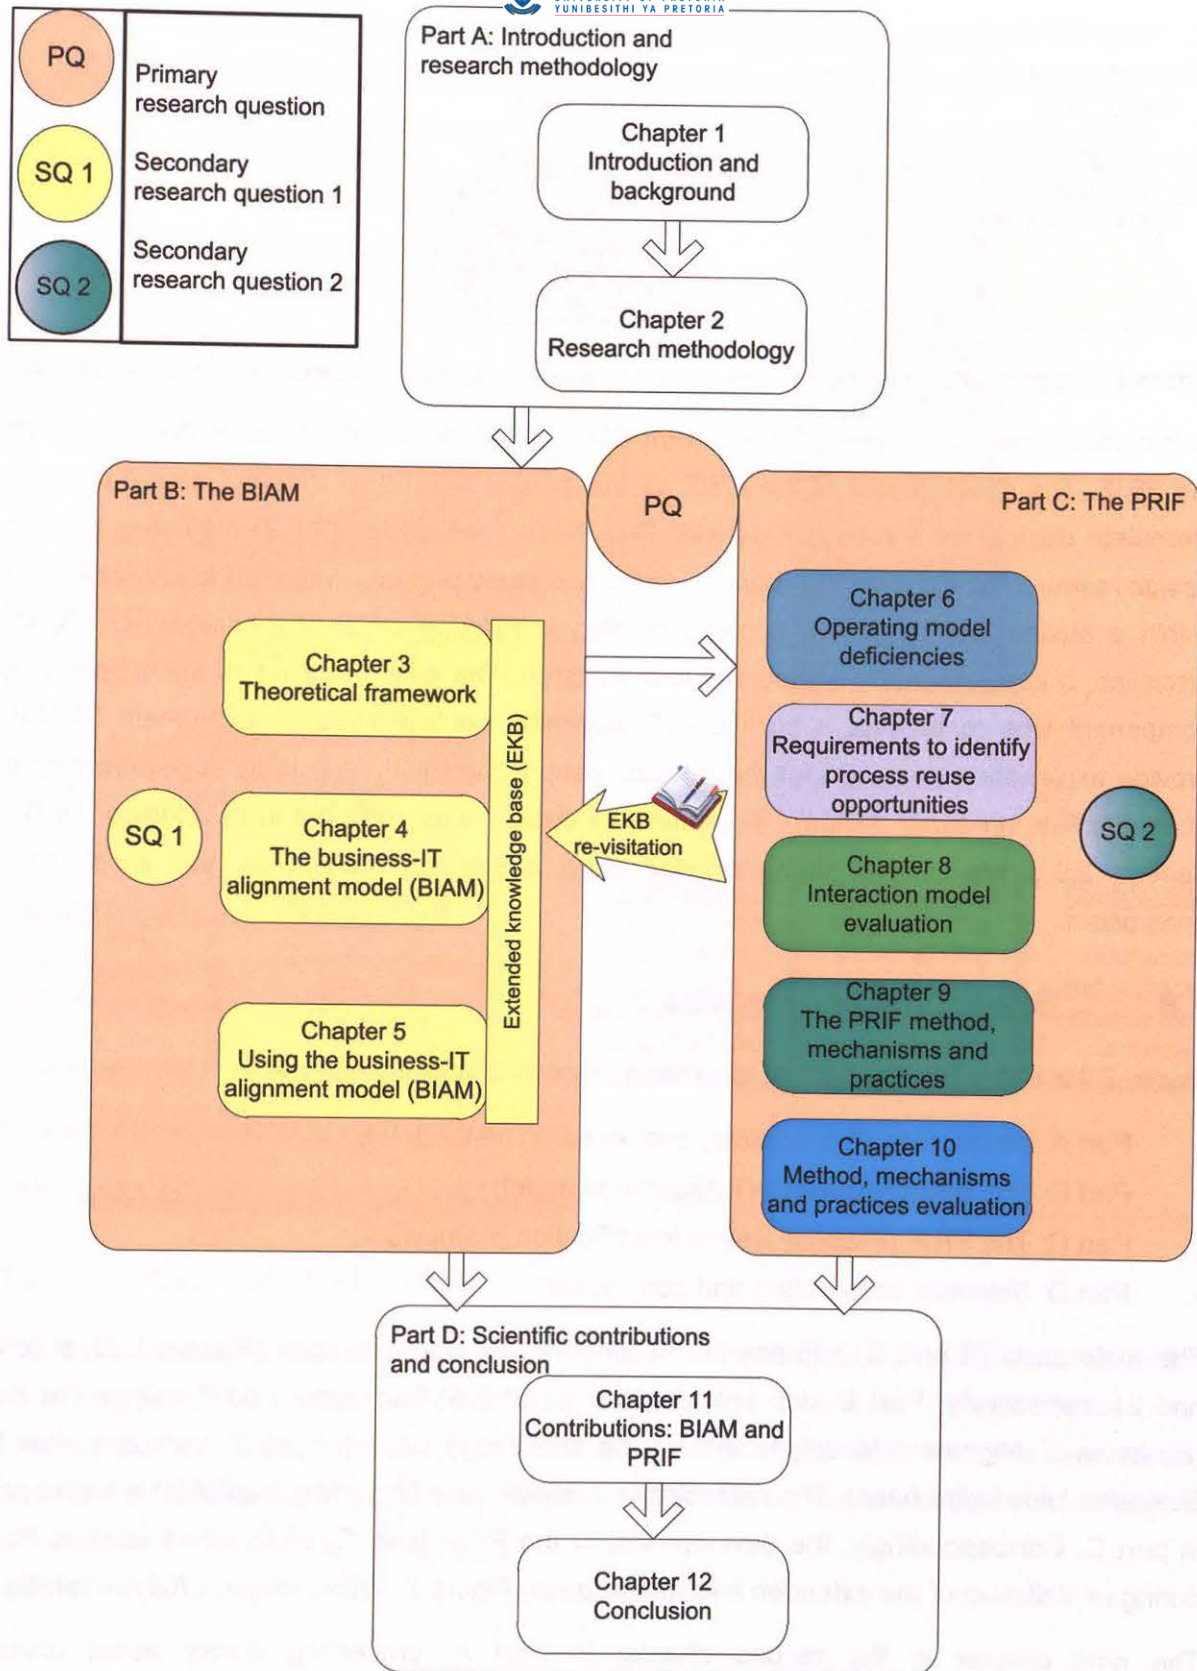 YUNIBESITHI YA PRETORIA
PQ
Primary
research question
SQ 1
Secondary
research question 1
SQ 2
Secondary
research question 2
Part A: Introduction and
research methodology
Chapter 1
Introduction and
background
Chapter 2
Research methodology
Part B: The BIAM
PQ
Part C: The PRIF
Chapter 3
Theoretical framework
SQ 1
Chapter 4
The business-IT
alignment model (BIAM)
Chapter 5
Using the business-IT
alignment model (BIAM)
Extended knowledge base (EKB)
EKB
re-visitation
Chapter 6
Operating model
deficiencies
Chapter 7
Requirements to identify
process reuse
opportunities
SQ 2
Chapter 8
Interaction model
evaluation
Chapter 9
The PRIF method,
mechanisms and
practices
Chapter 10
Method, mechanisms
and practices evaluation
Part D: Scientific contributions
and conclusion
Chapter 11
Contributions: BIAM and
PRIF
Chapter 12
Conclusion